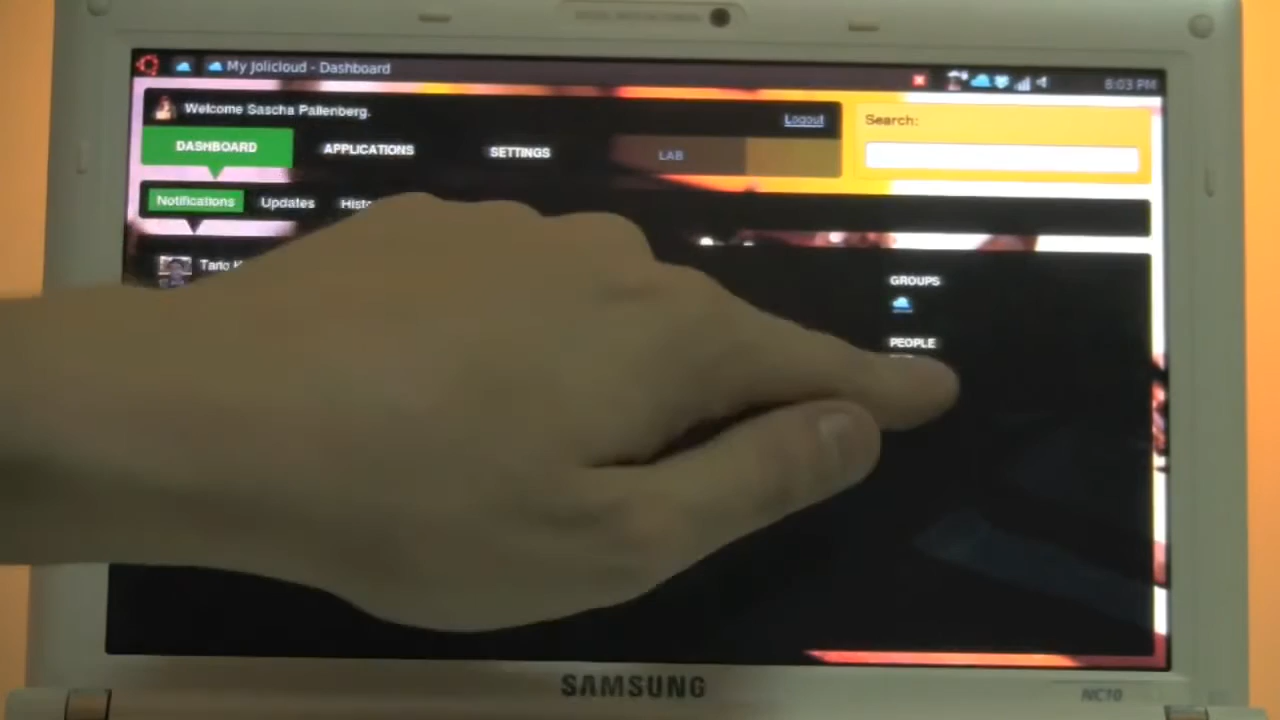 My Jolicloud - Dashboard
6:03 PM
Welcome Sascha Pallenberg.
Logout
Search:
DASHBOARD
APPLICATIONS
SETTINGS
LAB
Notifications
Updates
GROUPS
PEOPLE
SAMSUNG
NC10